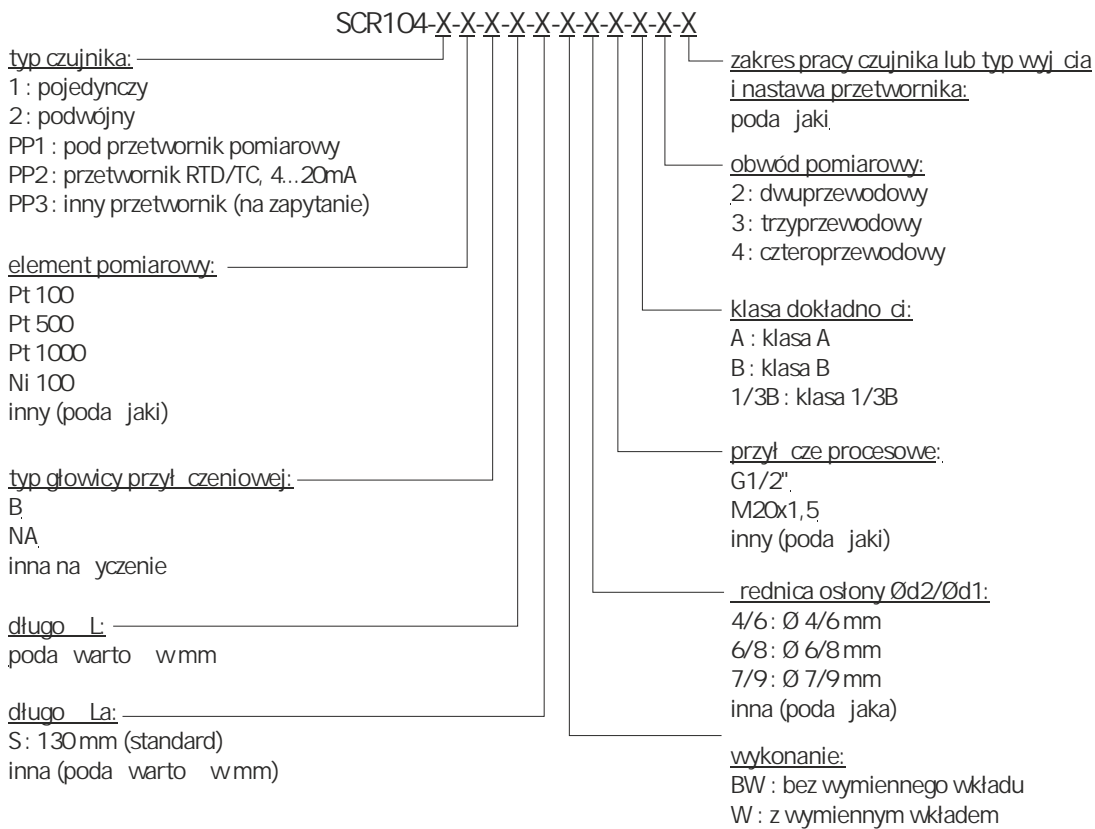 SCR104-X-X-X-X-X-X-X-X-X-X-X
typ czujnika:
1 : pojedynczy
2 : podwójny
PP1 : pod przetwornik pomiarowy
PP2 : przetwornik RTD/TC, 4...20mA
PP3 : inny przetwornik (na zapytanie)
element pomiarowy:
Pt 100
Pt 500
Pt 1000
Ni 100
inny (poda jaki)
typ głowicy przył czeniowej:
B
NA
inna na yczenie
długo L:
poda warto w mm
długo La:
S : 130 mm (standard)
inna (poda warto w mm)
zakres pracy czujnika lub typ wyj cia
i nastawa przetwornika:
poda jaki
obwód pomiarowy:
2 : dwuprzewodowy
3 : trzyprzewodowy
4 : czteroprzewodowy
klasa dokładno ci:
A : klasa A
B : klasa B
1/3B : klasa 1/3B
przył cze procesowe:
G1/2"
M20x1,5
inny (poda jaki)
rednica osłony Ød2/Ød1:
4/6 : Ø 4/6 mm
6/8 : Ø 6/8 mm
7/9 : Ø 7/9 mm
inna (poda jaka)
wykonanie:
BW : bez wymiennego wkładu
W : z wymiennym wkładem